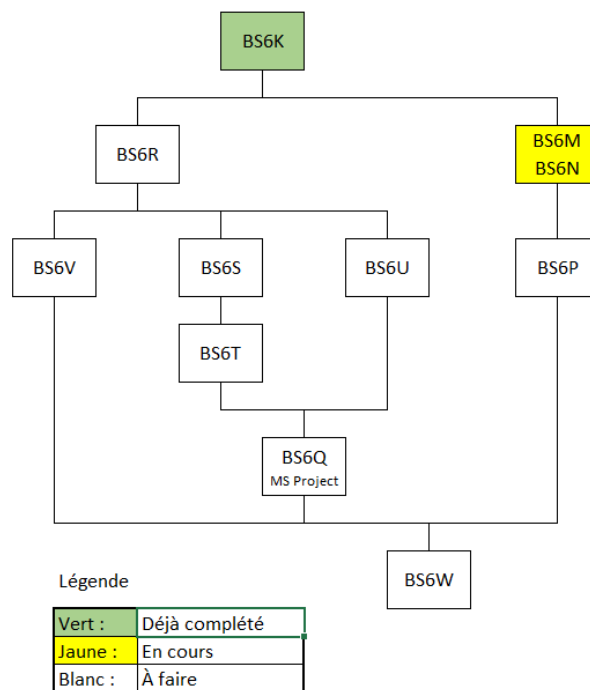 BS6K
BS6R
BS6M
BS6N
BS6V
BS6S
BS6U
BS6P
BS6T
BS6Q
MS Project
BS6W
Légende
Vert : Déjà complété
Jaune : En cours
Blanc : À faire